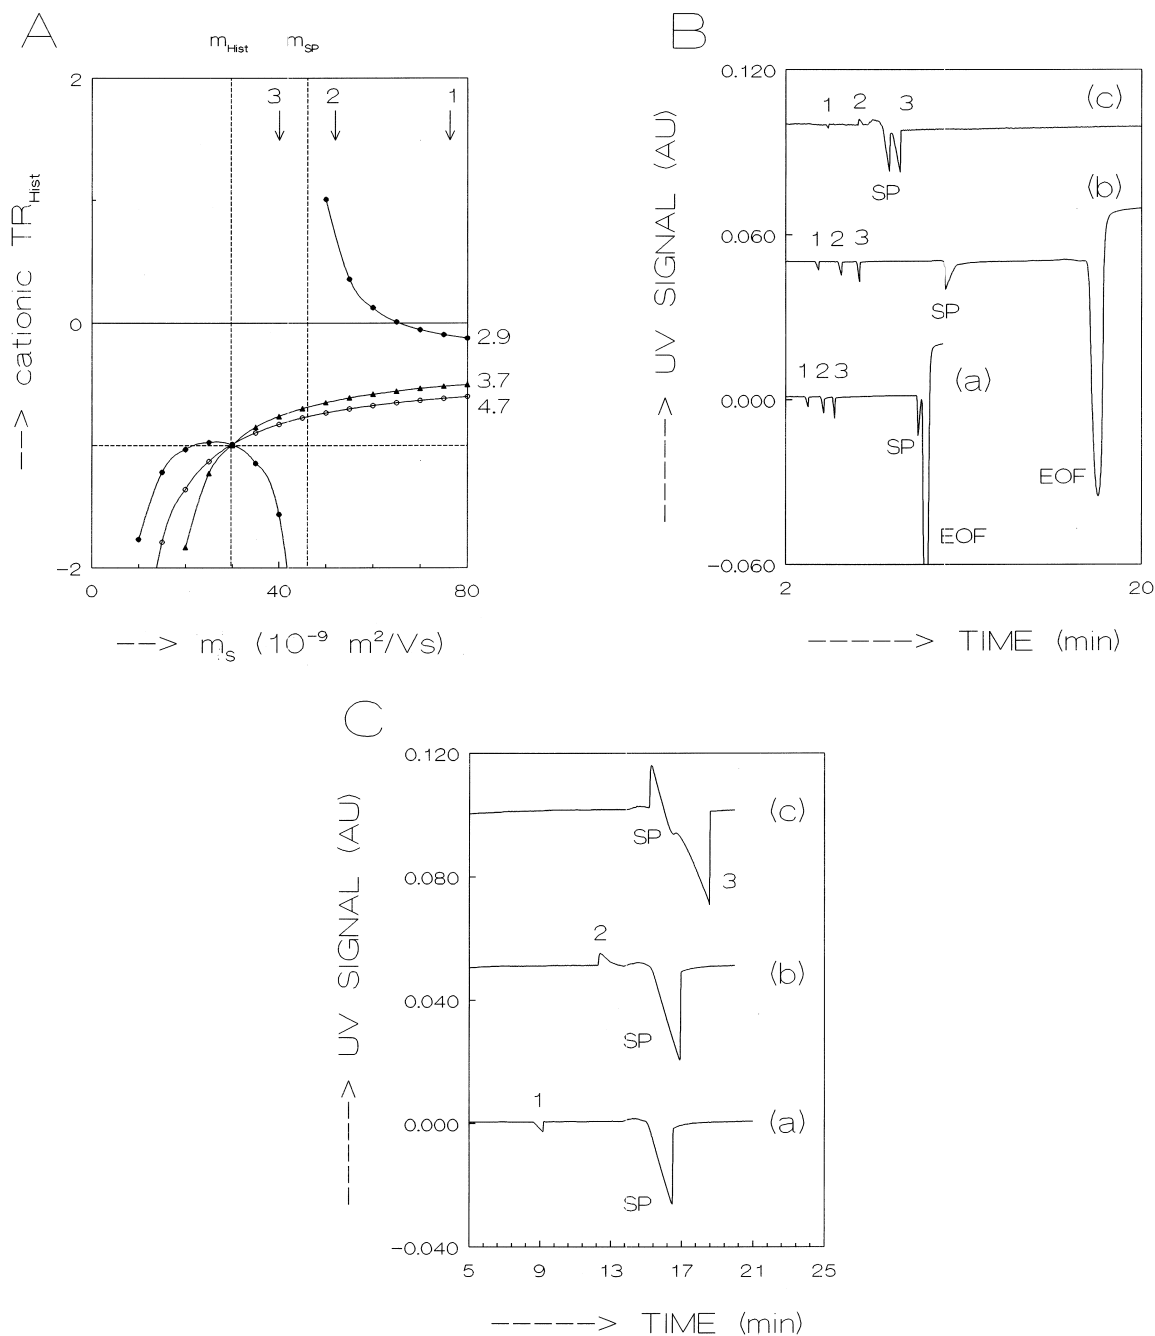 A
m_Hist m_SP
2
3 2 1
0
2.9
3.7
4.7
-2
0 40 80
--> cationic TR_Hist
--> m_s (10⁻⁹ m²/Vs)
B
0.120
1 2 3 (c)
SP
(b)
0.060
1 2 3
SP
(a)
1 2 3
0.000
SP
EOF
EOF
-0.060
2 20
-----> UV SIGNAL (AU)
-----> TIME (min)
C
0.120
(c)
SP
3
0.080
2
(b)
0.040
SP
1
0.000
(a)
SP
-0.040
5 9 13 17 21 25
-----> UV SIGNAL (AU)
-----> TIME (min)